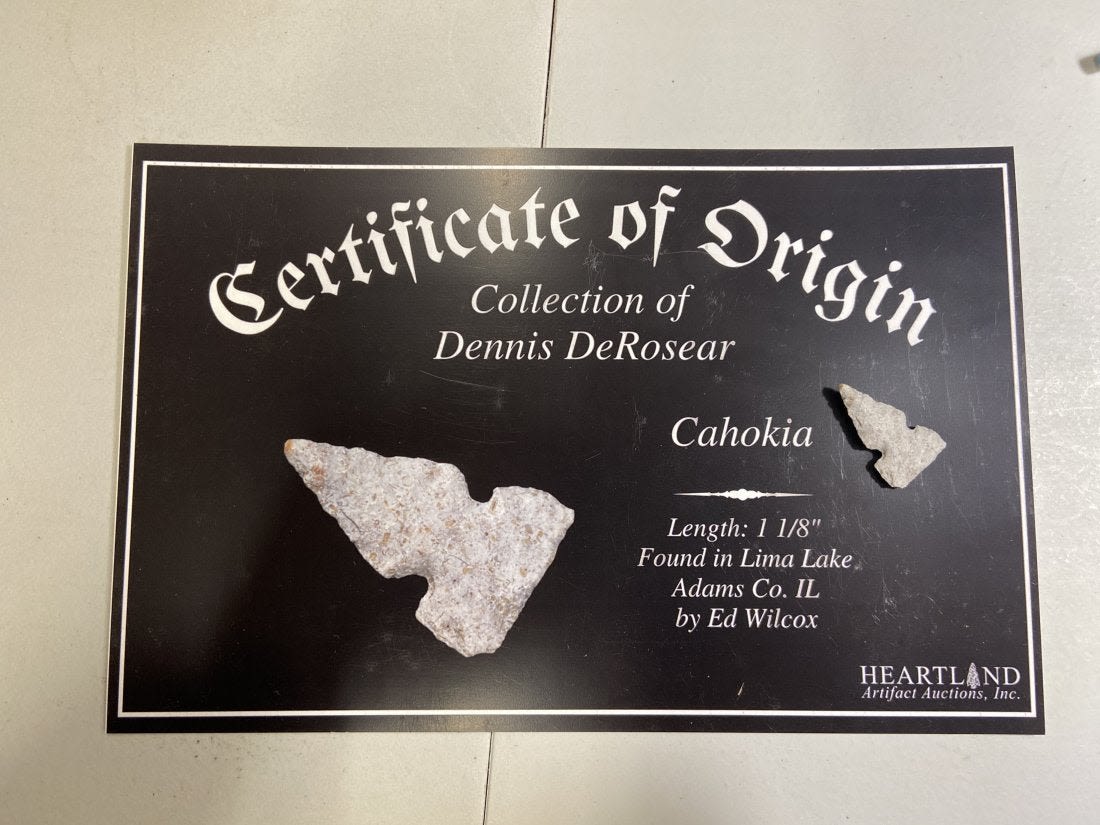 Certificate of Origin
Collection of
Dennis DeRosear
Cahokia
Length: 1 1/8"
Found in Lima Lake
Adams Co. IL
by Ed Wilcox
HEARTLAND
Artifact Auctions, Inc.